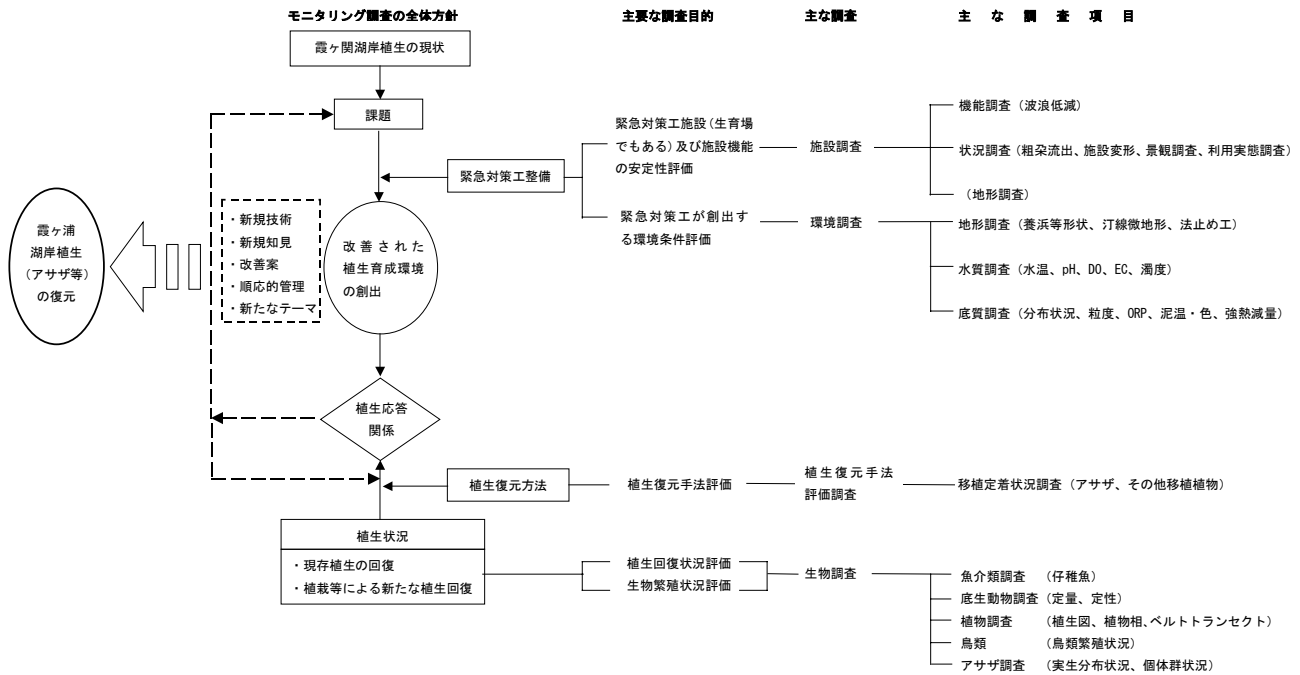 モニタリング調査の全体方針
主要な調査目的
主な調査
主な調査項目
霞ヶ関湖岸植生の現状
課題
緊急対策工整備
・新規技術
・新規知見
・改善案
・順応的管理
・新たなテーマ
改善された
植生育成環境
の創出
霞ヶ浦
湖岸植生
(アサザ等)
の復元
植生応答
関係
植生復元方法
植生状況
・現存植生の回復
・植栽等による新たな植生回復
緊急対策工施設(生育場
でもある)及び施設機能
の安定性評価
緊急対策工が創出す
る環境条件評価
植生復元手法評価
植生回復状況評価
生物繁殖状況評価
施設調査
環境調査
植生復元手法
評価調査
生物調査
機能調査(波浪低減)
状況調査(粗朶流出、施設変形、景観調査、利用実態調査)
(地形調査)
地形調査(養浜等形状、汀線微地形、法止め工)
水質調査(水温、pH、DO、EC、濁度)
底質調査(分布状況、粒度、ORP、泥温・色、強熱減量)
移植定着状況調査(アサザ、その他移植植物)
魚介類調査 (仔稚魚)
底生動物調査(定量、定性)
植物調査 (植生図、植物相、ベルトトランセクト)
鳥類 (鳥類繁殖状況)
アサザ調査 (実生分布状況、個体群状況)